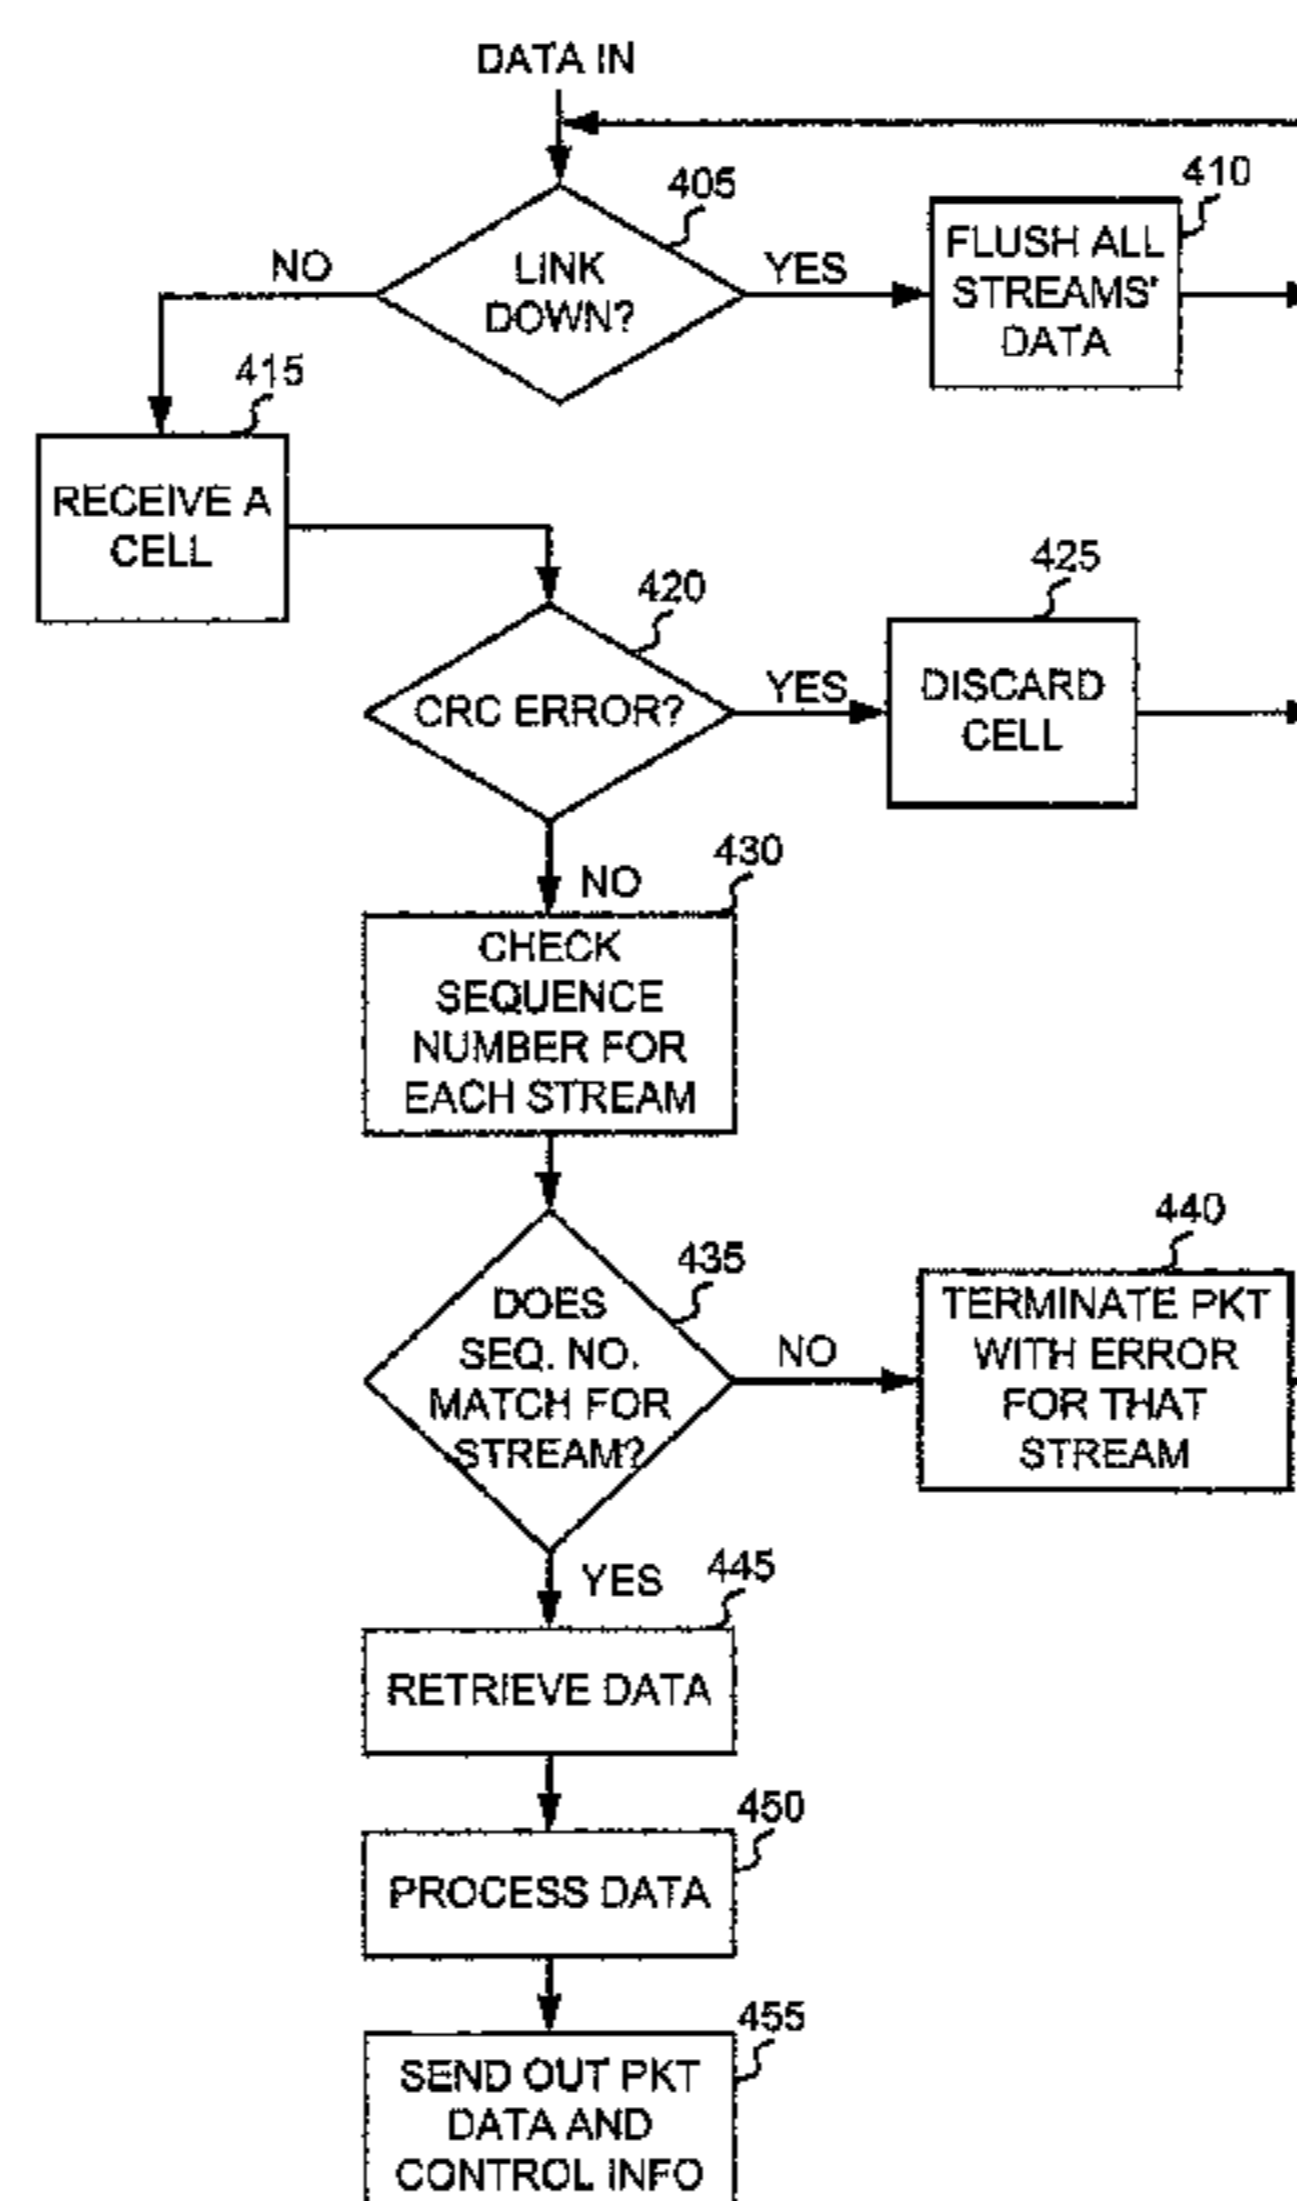 DATA IN
405
410
LINK
DOWN?
NO
YES
FLUSH ALL
STREAMS'
DATA
415
RECEIVE A
CELL
420
425
CRC ERROR?
YES
DISCARD
CELL
NO
430
CHECK
SEQUENCE
NUMBER FOR
EACH STREAM
435
440
DOES
SEQ. NO.
MATCH FOR
STREAM?
NO
TERMINATE PKT
WITH ERROR
FOR THAT
STREAM
YES
445
RETRIEVE DATA
450
PROCESS DATA
455
SEND OUT PKT
DATA AND
CONTROL INFO